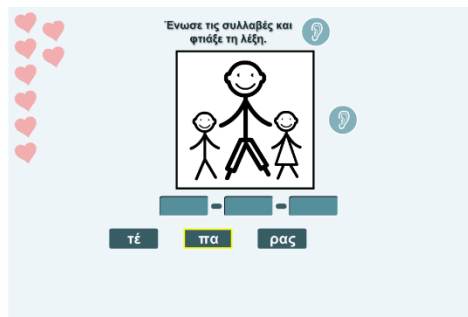 Ένωσε τις συλλαβές και
φτιάξε τη λέξη.
τέ πα ρας